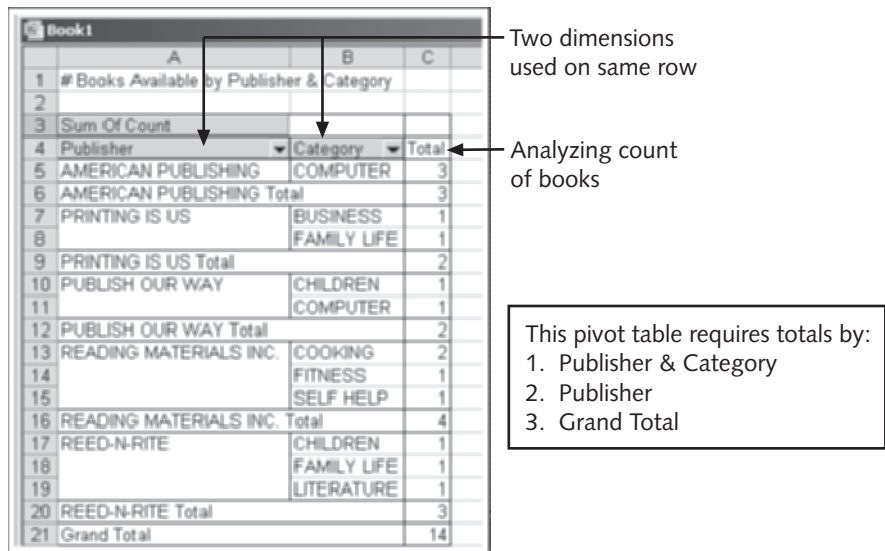 Book1
A B C
1 # Books Available by Publisher & Category
2
3 Sum Of Count
4 Publisher Category Total
5 AMERICAN PUBLISHING COMPUTER 3
6 AMERICAN PUBLISHING Total 3
7 PRINTING IS US BUSINESS 1
8 FAMILY LIFE 1
9 PRINTING IS US Total 2
10 PUBLISH OUR WAY CHILDREN 1
11 COMPUTER 1
12 PUBLISH OUR WAY Total 2
13 READING MATERIALS INC. COOKING 2
14 FITNESS 1
15 SELF HELP 1
16 READING MATERIALS INC. Total 4
17 REED-N-RITE CHILDREN 1
18 FAMILY LIFE 1
19 LITERATURE 1
20 REED-N-RITE Total 3
21 Grand Total 14
Two dimensions
used on same row
Analyzing count
of books
This pivot table requires totals by:
1. Publisher & Category
2. Publisher
3. Grand Total